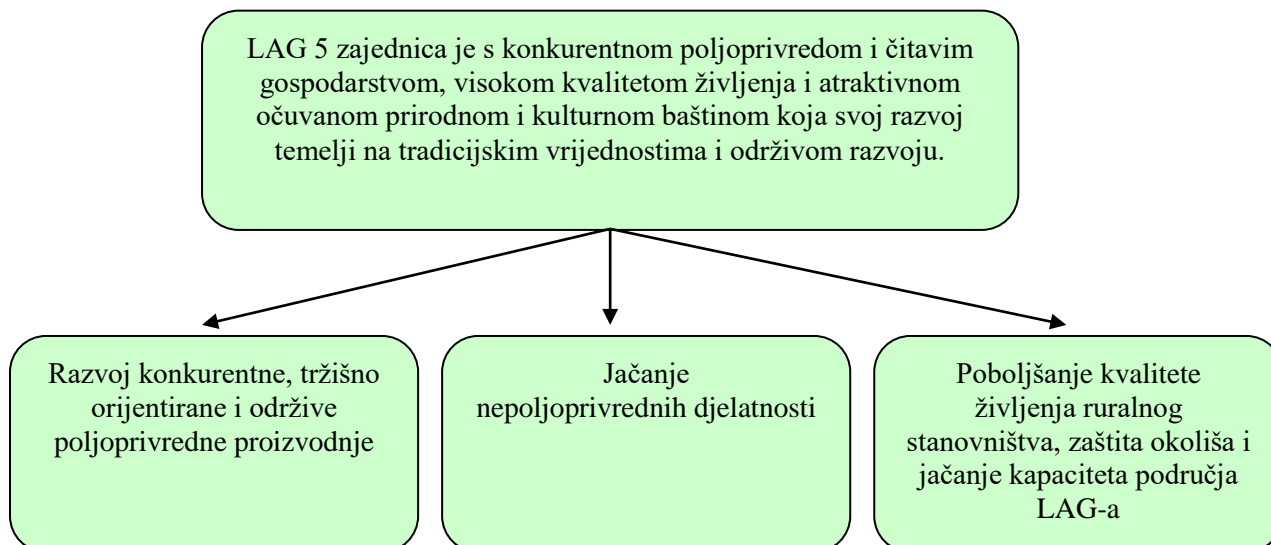 LAG 5 zajednica je s konkurentnom poljoprivredom i čitavim
gospodarstvom, visokom kvalitetom življenja i atraktivnom
očuvanom prirodnom i kulturnom baštinom koja svoj razvoj
temelji na tradicijskim vrijednostima i održivom razvoju.
Razvoj konkurentne, tržišno
orijentirane i održive
poljoprivredne proizvodnje
Jačanje
nepoljoprivrednih djelatnosti
Poboljšanje kvalitete
življenja ruralnog
stanovništva, zaštita okoliša i
jačanje kapaciteta područja
LAG-a